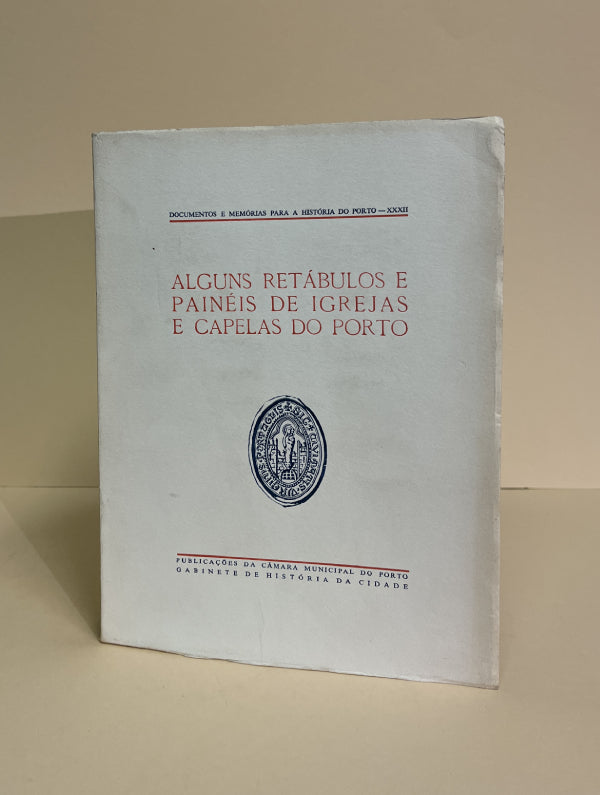 DOCUMENTOS E MEMÓRIAS PARA A HISTÓRIA DO PORTO — XXXII
ALGUNS RETÁBULOS E
PAINÉIS DE IGREJAS
E CAPELAS DO PORTO
PUBLICAÇÕES DA CÂMARA MUNICIPAL DO PORTO
GABINETE DE HISTÓRIA DA CIDADE